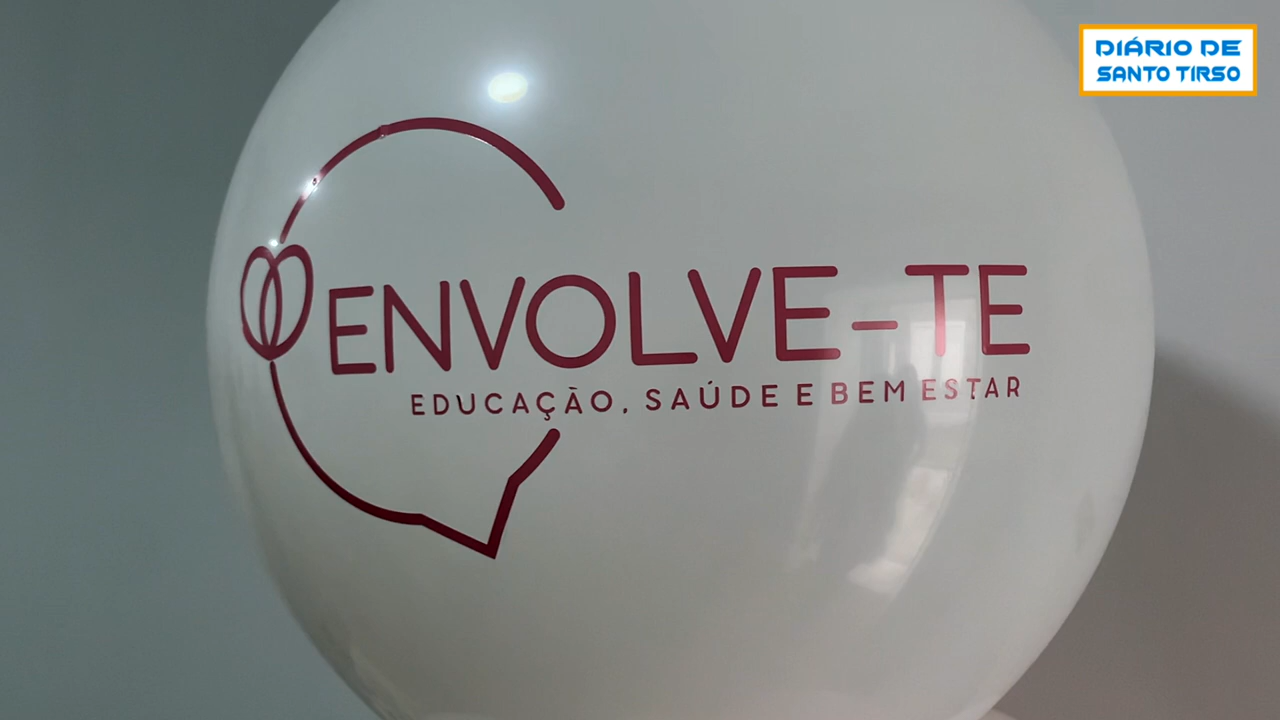 DIÁRIO DE
SANTO TIRSO
ENVOLVE-TE
EDUCAÇÃO, SAÚDE E BEM ESTAR